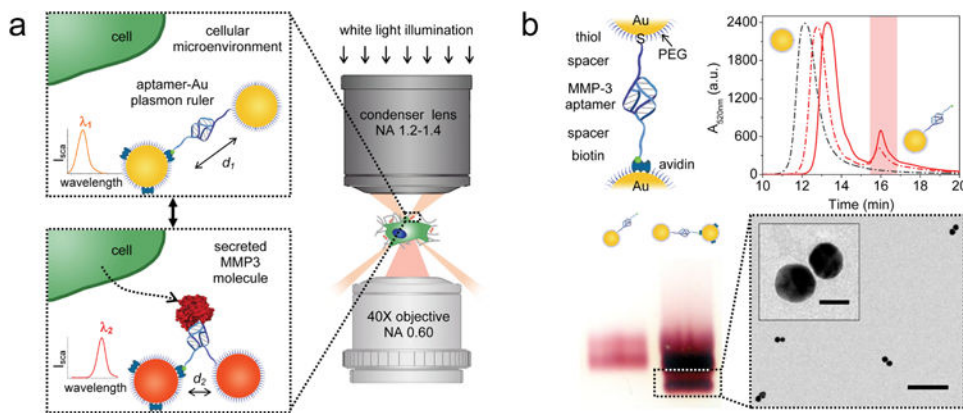 a
cell
cellular
microenvironment
aptamer-Au
plasmon ruler
λ1
Isca
wavelength
d1
cell
secreted
MMP3
molecule
λ2
Isca
wavelength
d2
white light illumination
condenser lens
NA 1.2-1.4
40X objective
NA 0.60
b
Au
thiol
S
PEG
spacer
MMP-3
aptamer
spacer
biotin
avidin
Au
A520nm (a.u.)
2400
1800
1200
600
0
10 12 14 16 18 20
Time (min)